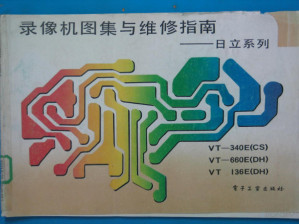 录像机图集与维修指南
——日立系列
VT—340E(CS)
VT—660E(DH)
VT 136E(DH)
电子工业出版社